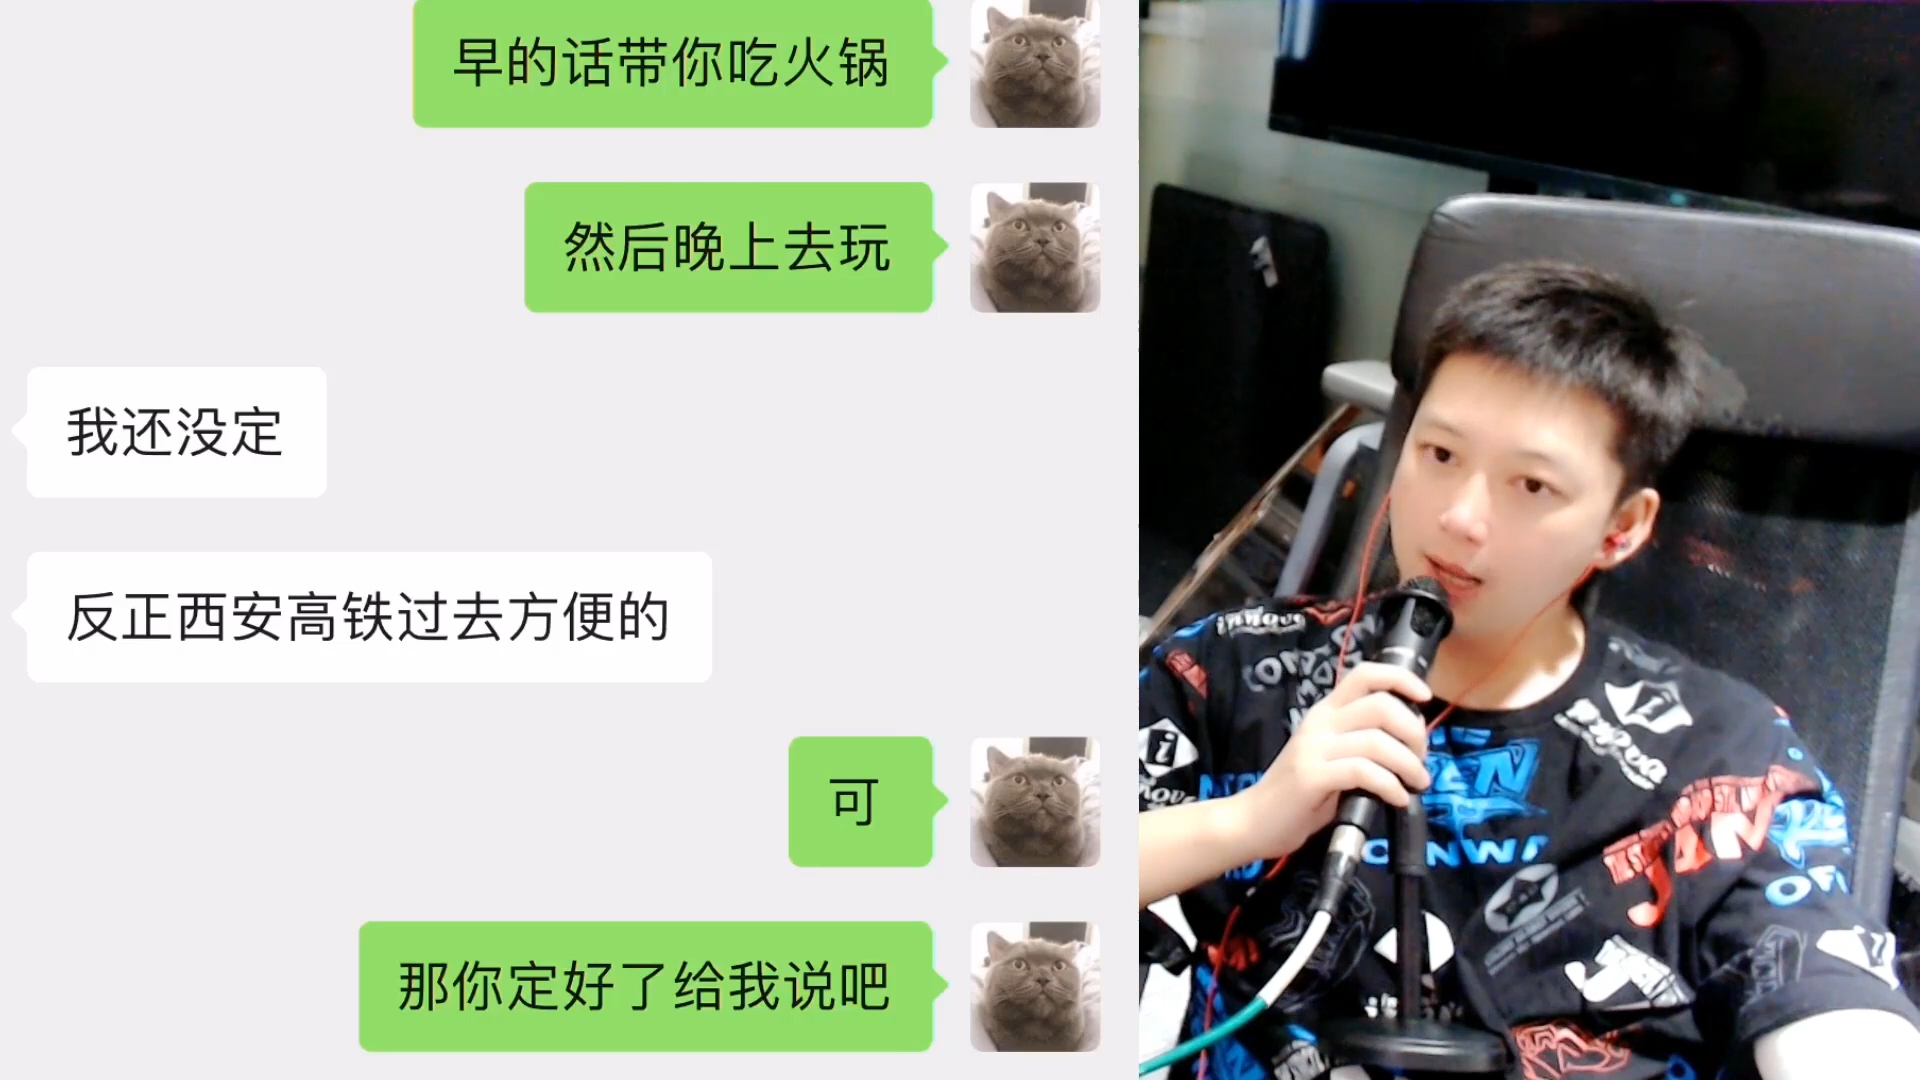 早的话带你吃火锅
然后晚上去玩
我还没定
反正西安高铁过去方便的
可
那你定好了给我说吧